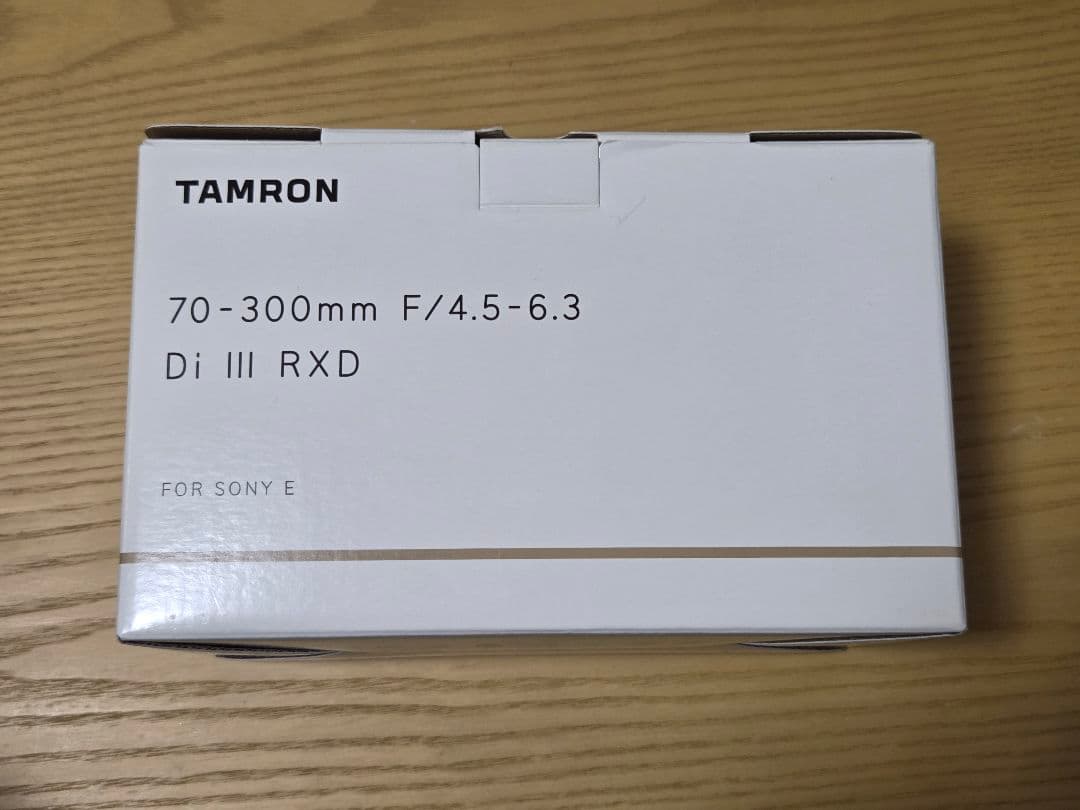 TAMRON
70-300mm F/4.5-6.3
Di III RXD
FOR SONY E